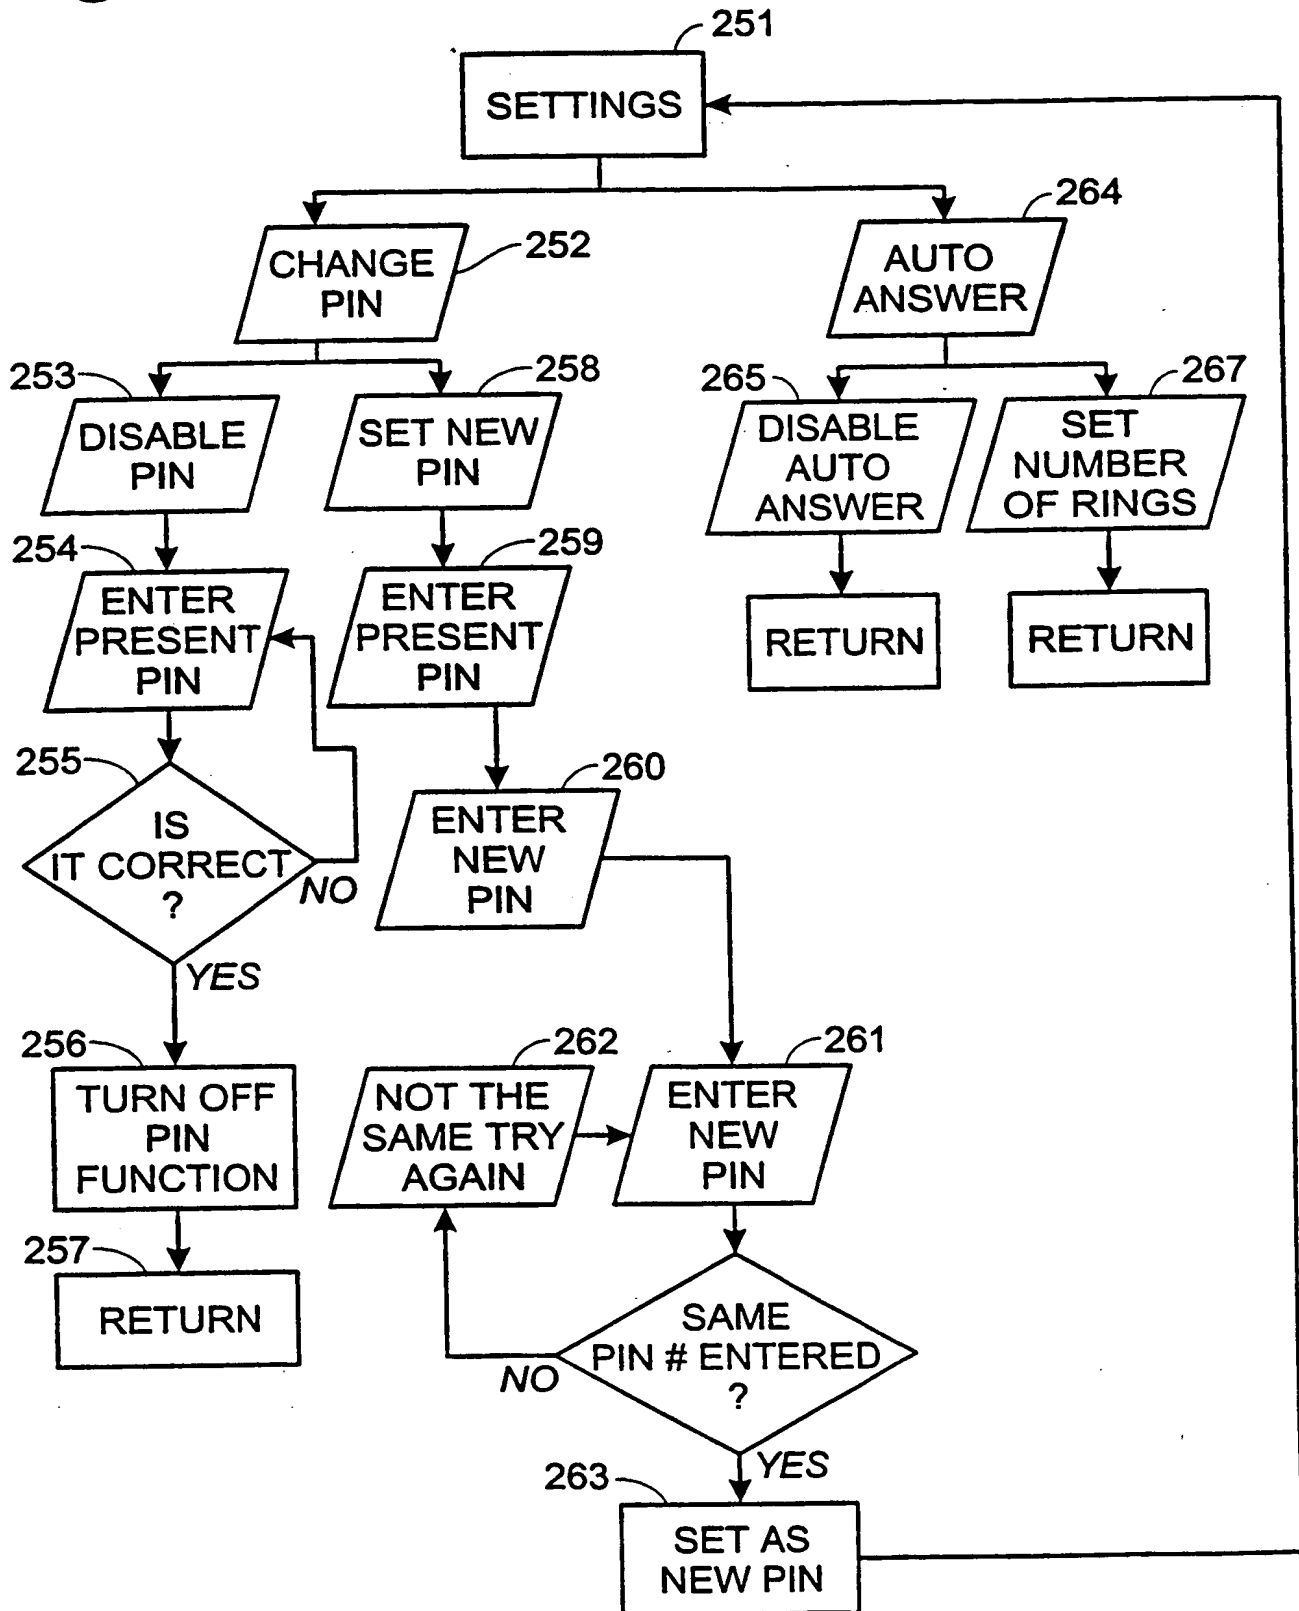 251
SETTINGS
252
CHANGE
PIN
264
AUTO
ANSWER
253
DISABLE
PIN
258
SET NEW
PIN
265
DISABLE
AUTO
ANSWER
267
SET
NUMBER
OF RINGS
254
ENTER
PRESENT
PIN
259
ENTER
PRESENT
PIN
RETURN
RETURN
255
IS
IT CORRECT
?
NO
YES
260
ENTER
NEW
PIN
256
TURN OFF
PIN
FUNCTION
262
NOT THE
SAME TRY
AGAIN
261
ENTER
NEW
PIN
257
RETURN
SAME
PIN # ENTERED
?
NO
YES
263
SET AS
NEW PIN